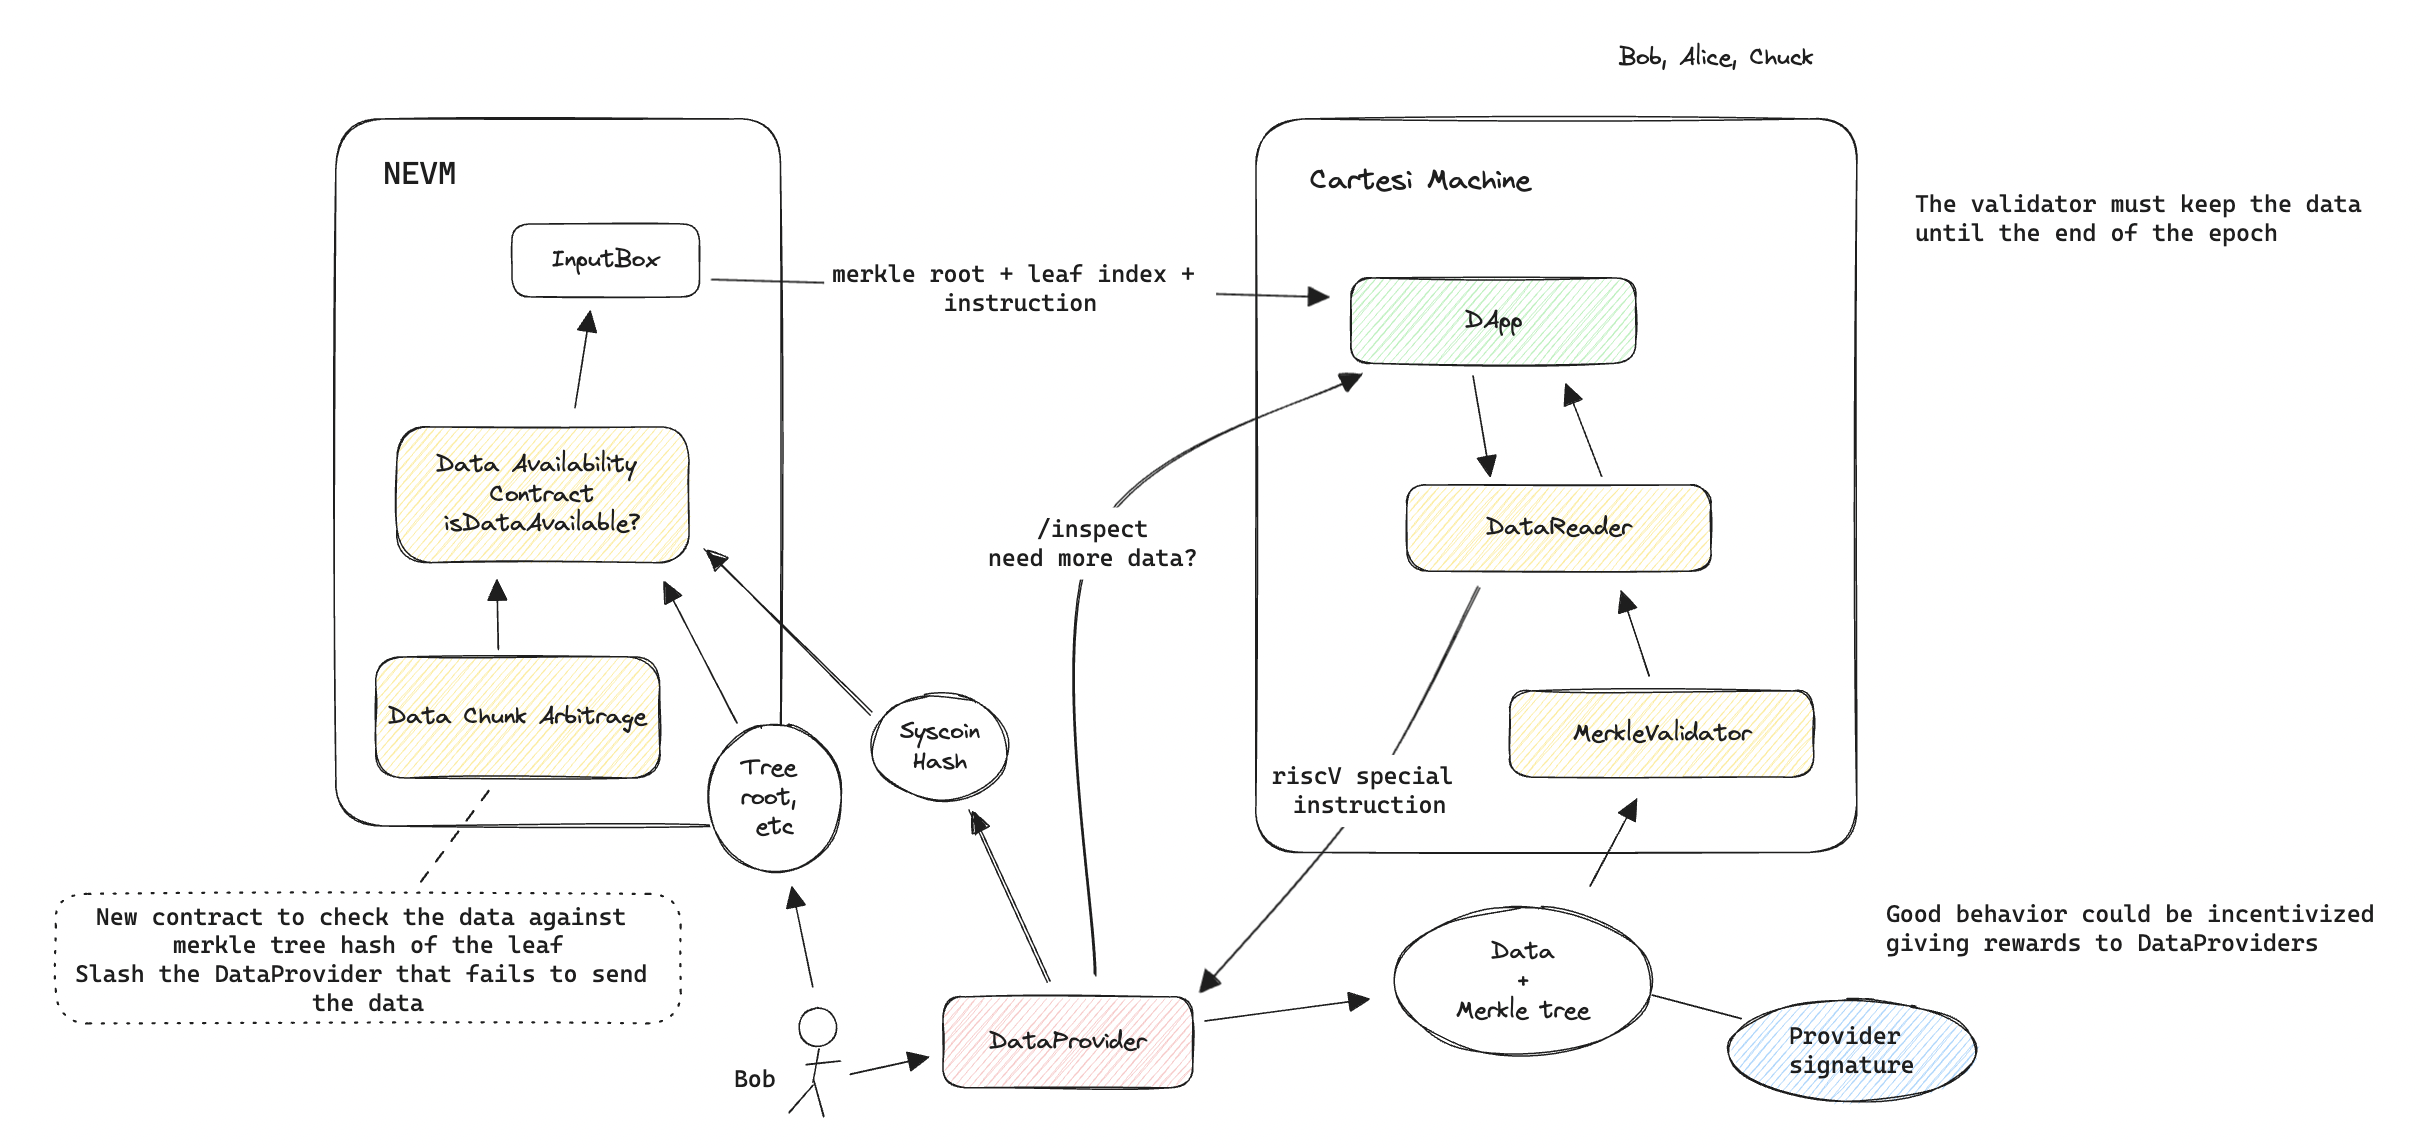 Bob, Alice, Chuck
NEVM
Cartesi Machine
The validator must keep the data
until the end of the epoch
InputBox
merkle root + leaf index +
instruction
DApp
Data Availability
Contract
isDataAvailable?
/inspect
need more data?
DataReader
Data Chunk Arbitrage
Syscoin
Hash
MerkleValidator
Tree
root,
etc
riscV special
instruction
New contract to check the data against
merkle tree hash of the leaf
Slash the DataProvider that fails to send
the data
Good behavior could be incentivized
giving rewards to DataProviders
Data
+
Merkle tree
Bob
DataProvider
Provider
signature